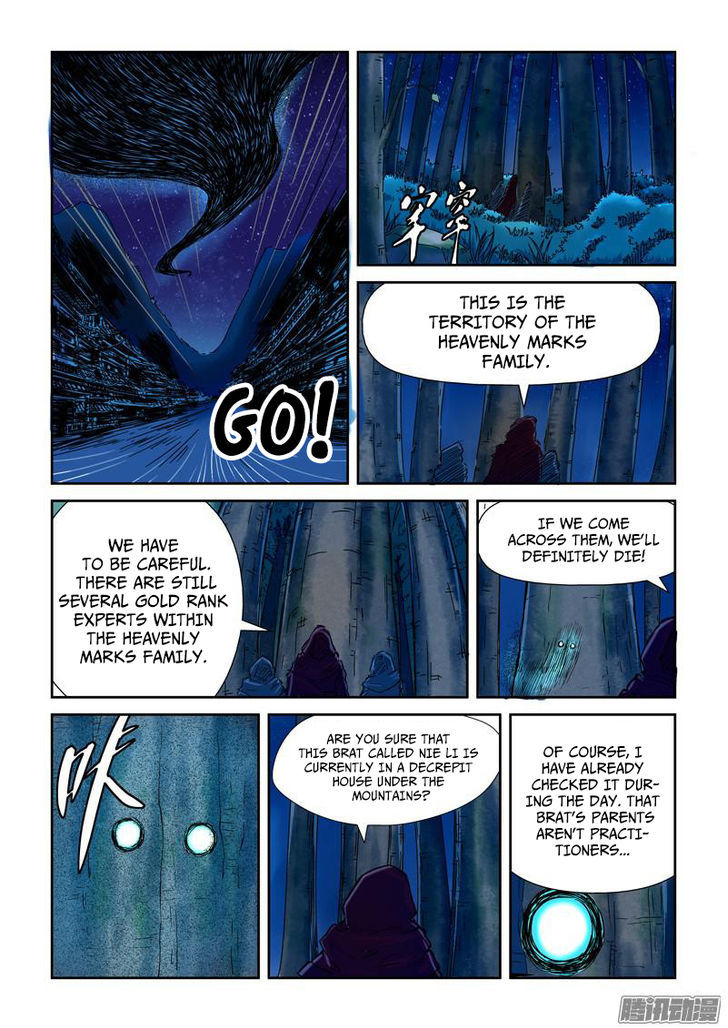 GO!
窣窣
THIS IS THE
TERRITORY OF THE
HEAVENLY MARKS
FAMILY.
WE HAVE
TO BE CAREFUL.
THERE ARE STILL
SEVERAL GOLD RANK
EXPERTS WITHIN
THE HEAVENLY
MARKS FAMILY.
IF WE COME
ACROSS THEM, WE'LL
DEFINITELY DIE!
咔
ARE YOU SURE THAT
THIS BRAT CALLED NIE LI IS
CURRENTLY IN A DECREPIT
HOUSE UNDER THE
MOUNTAINS?
OF COURSE, I
HAVE ALREADY
CHECKED IT DUR-
ING THE DAY. THAT
BRAT'S PARENTS
AREN'T PRACTI-
TIONERS...
腾讯动漫